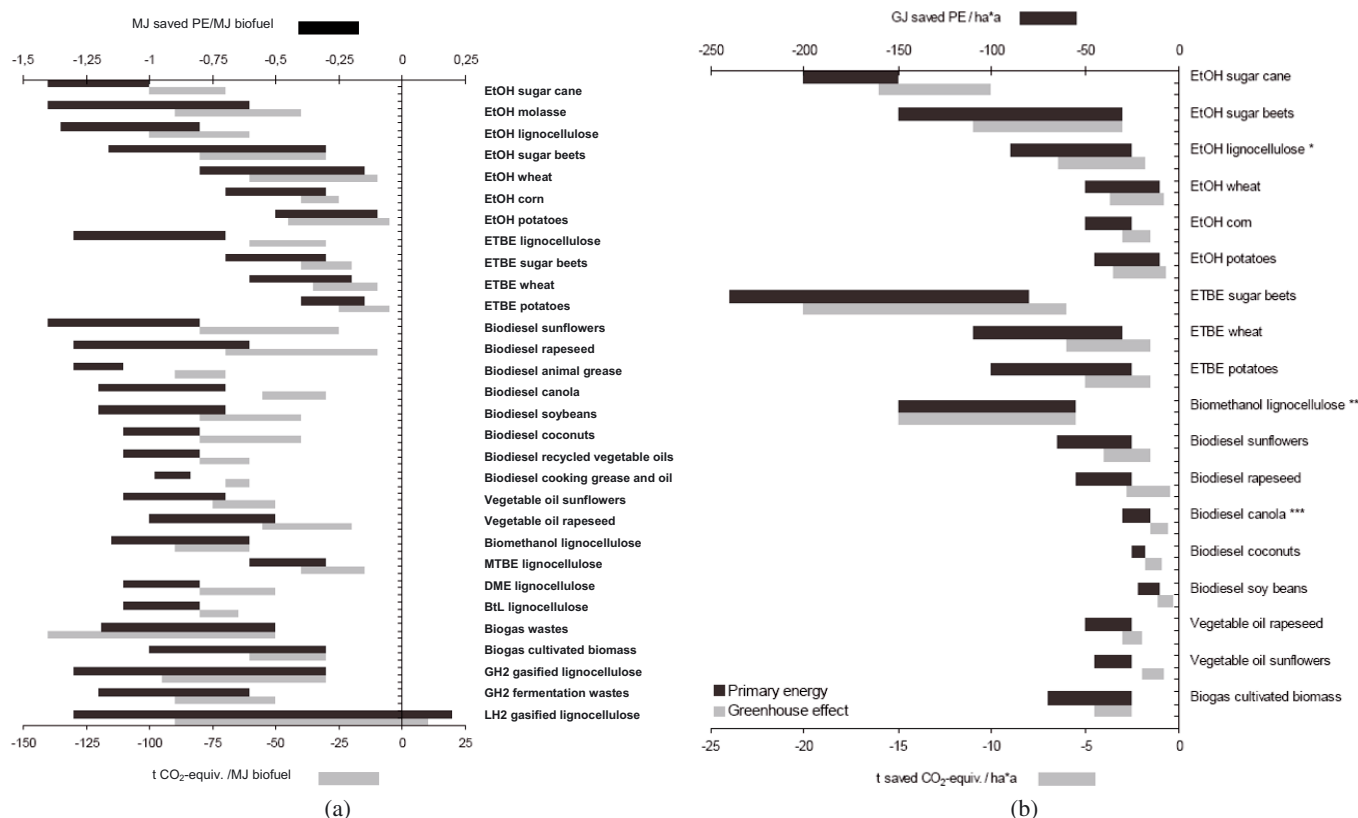 MJ saved PE/MJ biofuel
-1,5 -1,25 -1 -0,75 -0,5 -0,25 0 0,25
EtOH sugar cane
EtOH molasse
EtOH lignocellulose
EtOH sugar beets
EtOH wheat
EtOH corn
EtOH potatoes
ETBE lignocellulose
ETBE sugar beets
ETBE wheat
ETBE potatoes
Biodiesel sunflowers
Biodiesel rapeseed
Biodiesel animal grease
Biodiesel canola
Biodiesel soybeans
Biodiesel coconuts
Biodiesel recycled vegetable oils
Biodiesel cooking grease and oil
Vegetable oil sunflowers
Vegetable oil rapeseed
Biomethanol lignocellulose
MTBE lignocellulose
DME lignocellulose
BtL lignocellulose
Biogas wastes
Biogas cultivated biomass
GH2 gasified lignocellulose
GH2 fermentation wastes
LH2 gasified lignocellulose
-150 -125 -100 -75 -50 -25 0 25
t CO₂-equiv. /MJ biofuel
(a)
GJ saved PE / ha*a
-250 -200 -150 -100 -50 0
EtOH sugar cane
EtOH sugar beets
EtOH lignocellulose *
EtOH wheat
EtOH corn
EtOH potatoes
ETBE sugar beets
ETBE wheat
ETBE potatoes
Biomethanol lignocellulose **
Biodiesel sunflowers
Biodiesel rapeseed
Biodiesel canola ***
Biodiesel coconuts
Biodiesel soy beans
Vegetable oil rapeseed
Vegetable oil sunflowers
Biogas cultivated biomass
Primary energy
Greenhouse effect
-25 -20 -15 -10 -5 0
t saved CO₂-equiv. / ha*a
(b)